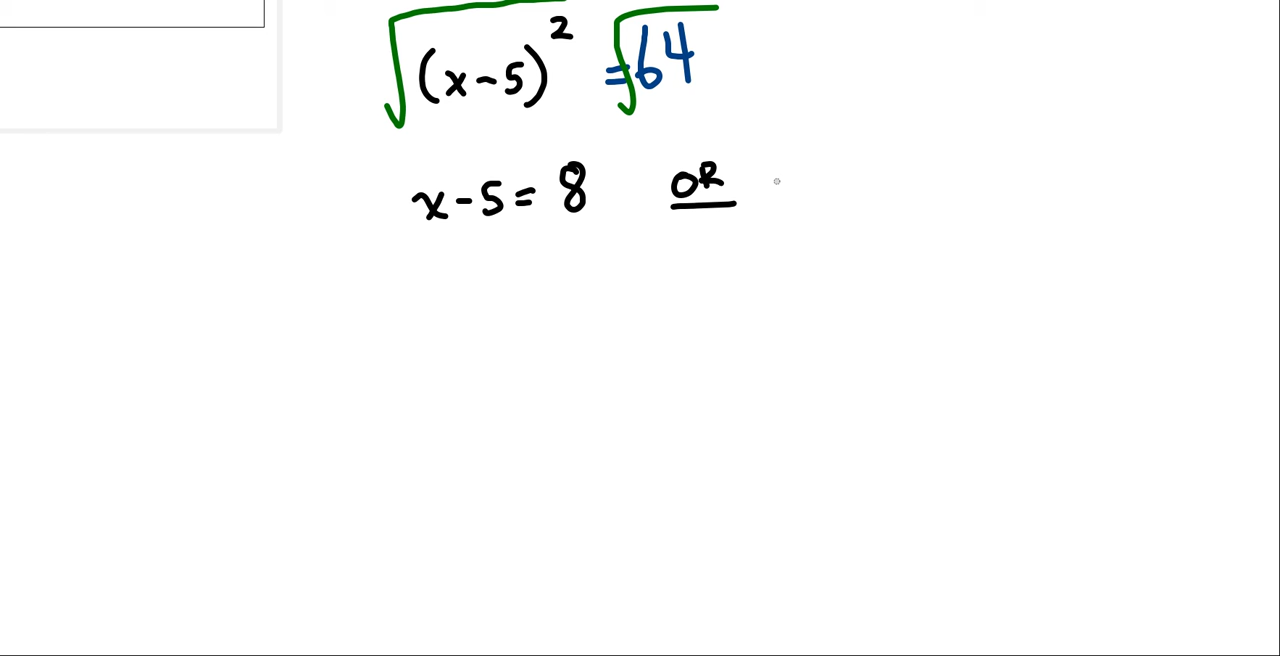 √(x-5)² = √64
x-5 = 8 OR